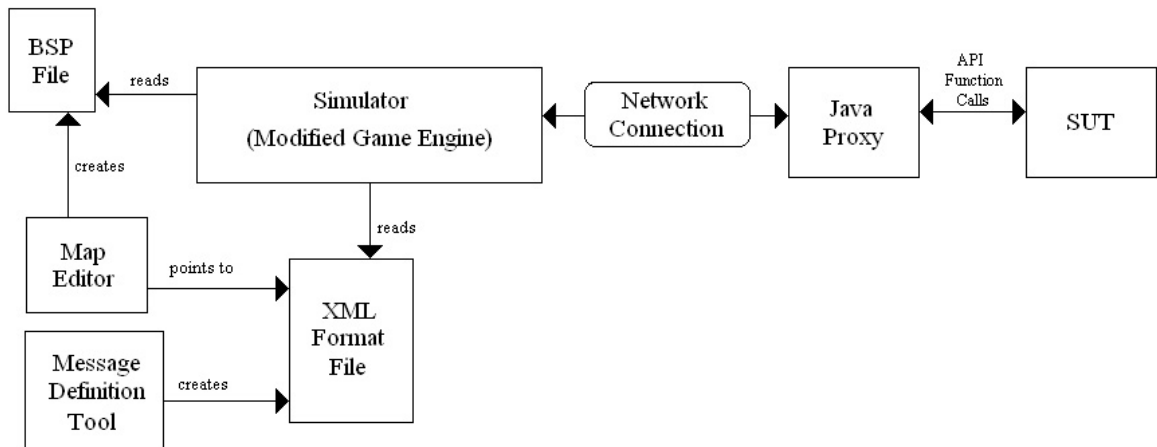 BSP
File
reads
Simulator
(Modified Game Engine)
Network
Connection
Java
Proxy
API
Function
Calls
SUT
creates
reads
Map
Editor
points to
XML
Format
File
Message
Definition
Tool
creates